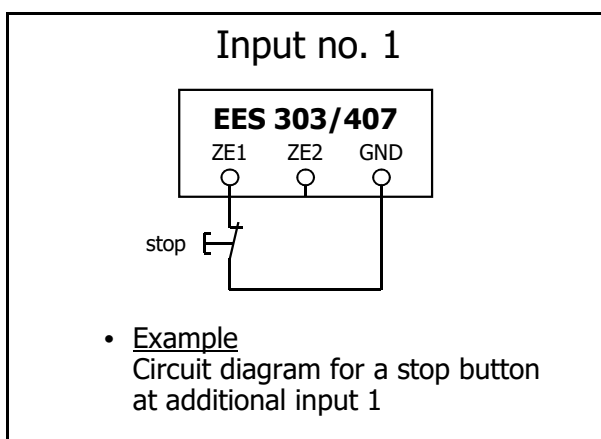 Input no. 1
EES 303/407
ZE1 ZE2 GND
stop
• Example
Circuit diagram for a stop button
at additional input 1